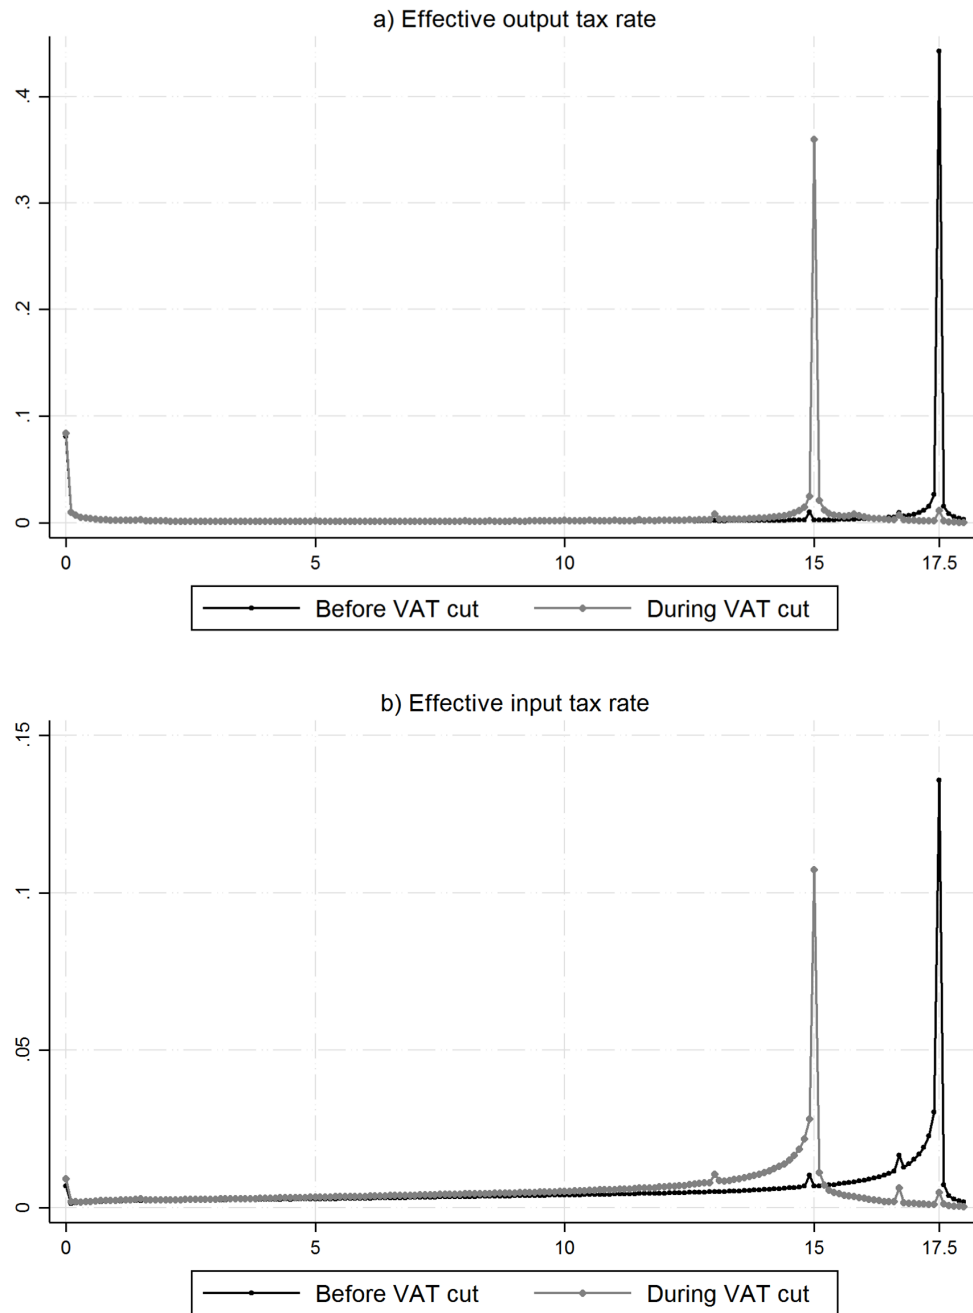 a) Effective output tax rate
.4
.3
.2
.1
0
0 5 10 15 17.5
Before VAT cut During VAT cut
b) Effective input tax rate
.15
.1
.05
0
0 5 10 15 17.5
Before VAT cut During VAT cut